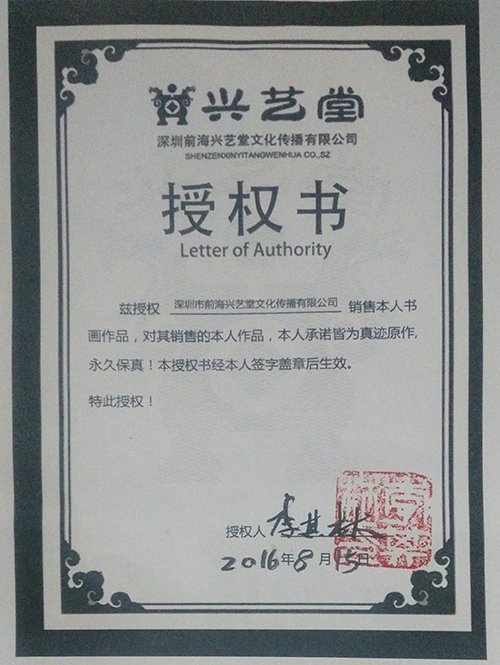 兴艺堂
深圳前海兴艺堂文化传播有限公司
SHENZENXINYITANGWENHUA CO.,SZ
授权书
Letter of Authority
兹授权 深圳市前海兴艺堂文化传播有限公司 销售本人书
画作品，对其销售的本人作品，本人承诺皆为真迹原作，
永久保真！本授权书经本人签字盖章后生效。
特此授权！
授权人 李其林
2016年8月15日